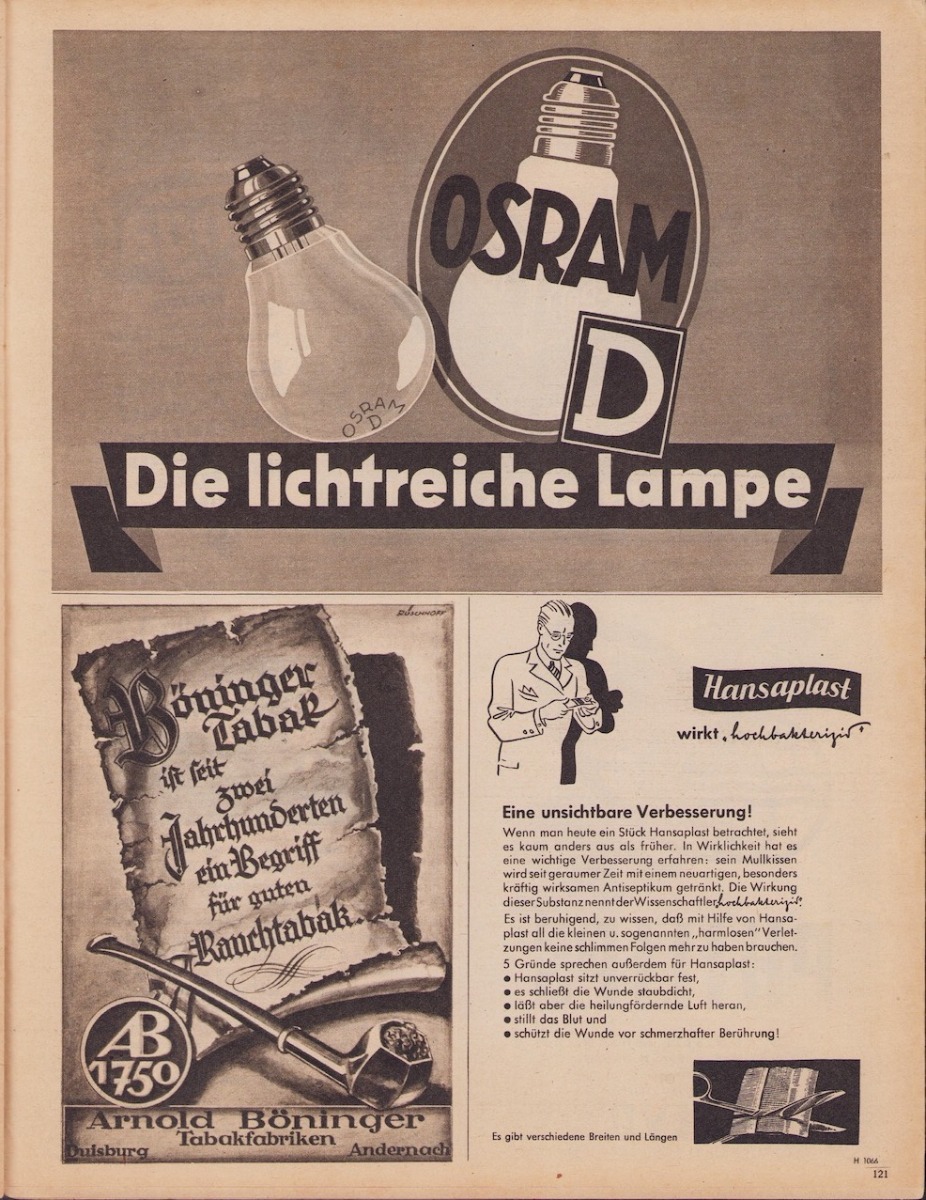 OSRAM
D
OSRAM
D
Die lichtreiche Lampe
RÜSCHHOFF
Böninger
Tabak
ist seit
zwei
Jahrhunderten
ein Begriff
für guten
Rauchtabak...
AB
1750
Arnold Böninger
Tabakfabriken
Duisburg Andernach
Hansaplast
wirkt „hochbakterizid“
Eine unsichtbare Verbesserung!
Wenn man heute ein Stück Hansaplast betrachtet, sieht
es kaum anders aus als früher. In Wirklichkeit hat es
eine wichtige Verbesserung erfahren: sein Mullkissen
wird seit geraumer Zeit mit einem neuartigen, besonders
kräftig wirksamen Antiseptikum getränkt. Die Wirkung
dieser Substanz nennt der Wissenschaftler „hochbakterizid“.
Es ist beruhigend, zu wissen, daß mit Hilfe von Hansa-
plast all die kleinen u. sogenannten „harmlosen“ Verlet-
zungen keine schlimmen Folgen mehr zu haben brauchen.
5 Gründe sprechen außerdem für Hansaplast:
● Hansaplast sitzt unverrückbar fest,
● es schließt die Wunde staubdicht,
● läßt aber die heilungfördernde Luft heran,
● stillt das Blut und
● schützt die Wunde vor schmerzhafter Berührung!
Es gibt verschiedene Breiten und Längen
H 1066
121